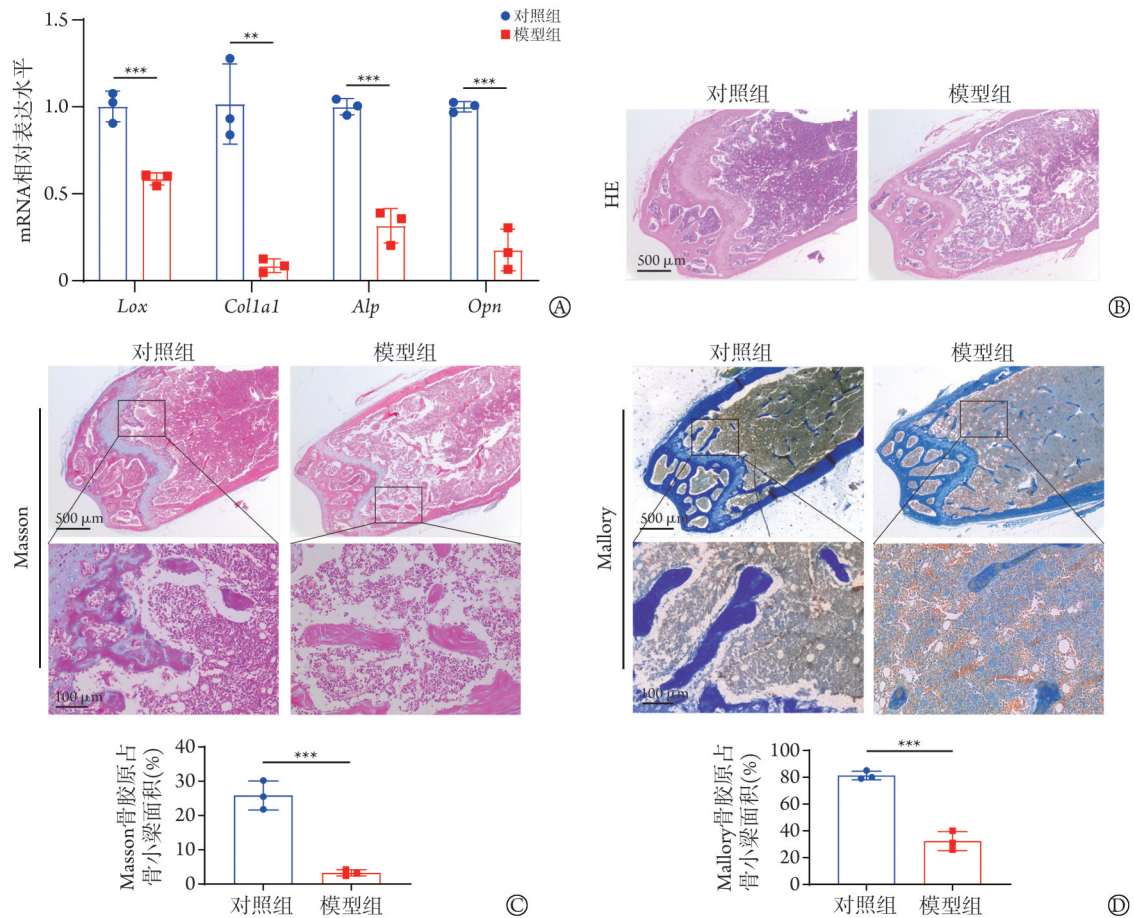 1.5
1.0
0.5
0
mRNA相对表达水平
***
**
***
***
对照组
模型组
Lox
Col1a1
Alp
Opn
Ⓐ
对照组
模型组
HE
500 μm
Ⓑ
对照组
模型组
Masson
500 μm
100 μm
40
30
20
10
0
Masson骨胶原占
骨小梁面积(%)
***
对照组
模型组
Ⓒ
对照组
模型组
Mallory
500 μm
100 μm
100
80
60
40
20
0
Mallory骨胶原占
骨小梁面积(%)
***
对照组
模型组
Ⓓ